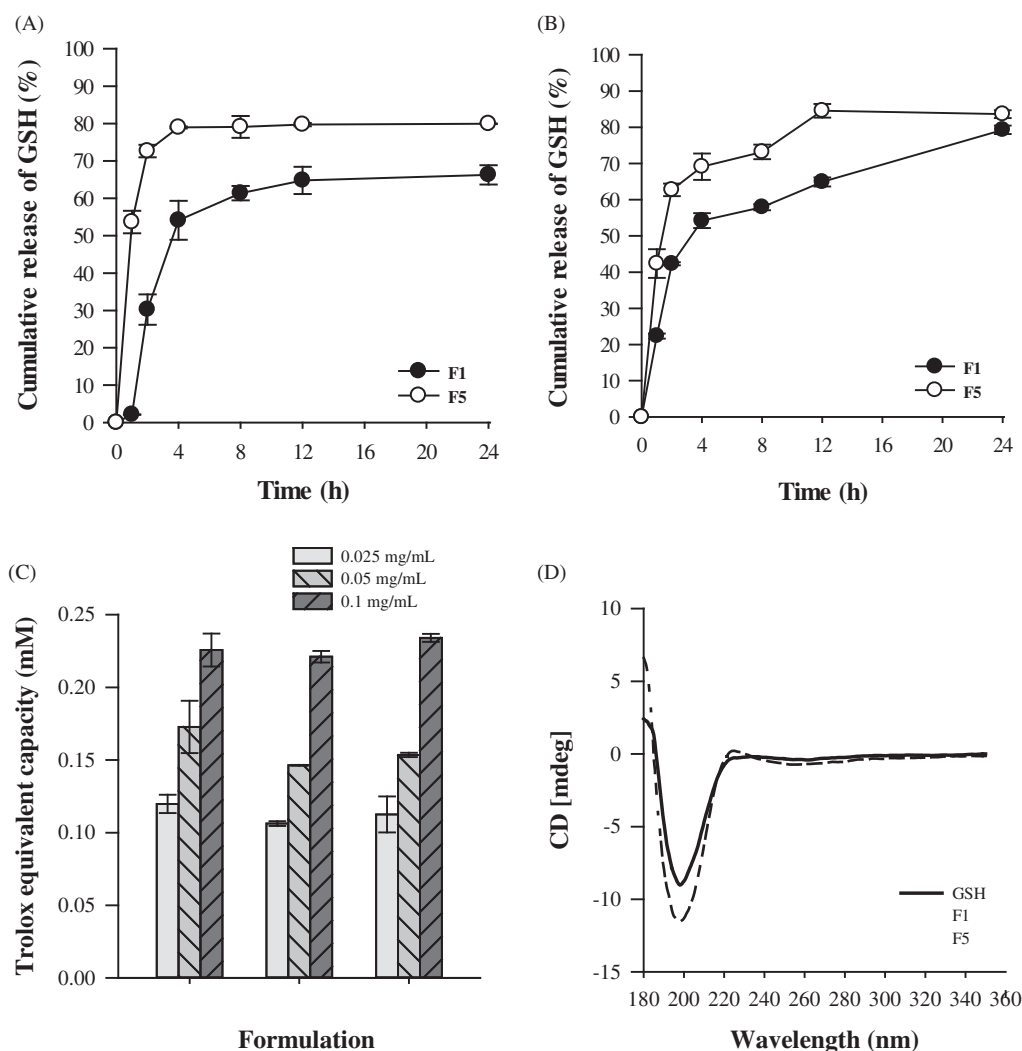 (A)
Cumulative release of GSH (%)
100
90
80
70
60
50
40
30
20
10
0
F1
F5
0 4 8 12 16 20 24
Time (h)
(B)
Cumulative release of GSH (%)
100
90
80
70
60
50
40
30
20
10
0
F1
F5
0 4 8 12 16 20 24
Time (h)
(C)
0.025 mg/mL
0.05 mg/mL
0.1 mg/mL
Trolox equivalent capacity (mM)
0.25
0.20
0.15
0.10
0.05
0.00
Formulation
(D)
CD [mdeg]
10
5
0
-5
-10
-15
GSH
F1
F5
180 200 220 240 260 280 300 320 340 360
Wavelength (nm)